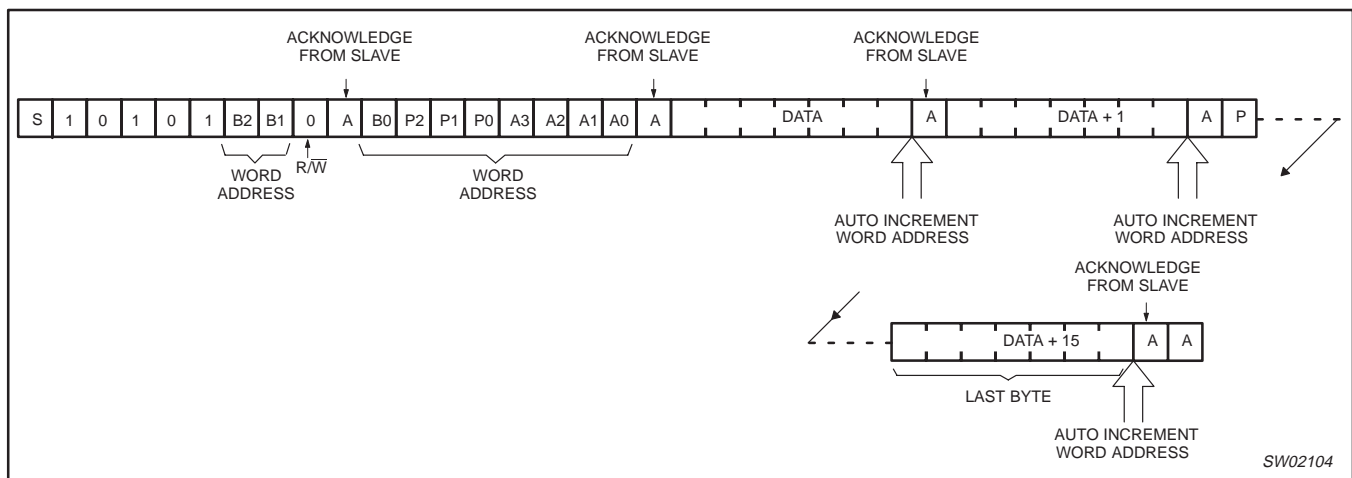 ACKNOWLEDGE
FROM SLAVE
ACKNOWLEDGE
FROM SLAVE
ACKNOWLEDGE
FROM SLAVE
S 1 0 1 0 1 B2 B1 0 A B0 P2 P1 P0 A3 A2 A1 A0 A DATA A DATA + 1 A P
R/W̅
WORD
ADDRESS
WORD
ADDRESS
AUTO INCREMENT
WORD ADDRESS
AUTO INCREMENT
WORD ADDRESS
ACKNOWLEDGE
FROM SLAVE
DATA + 15 A A
LAST BYTE
AUTO INCREMENT
WORD ADDRESS
SW02104